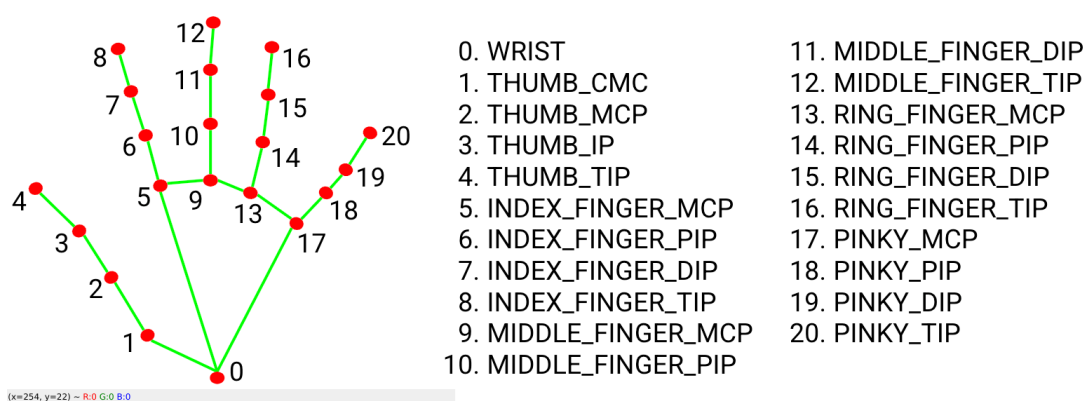 12
8
16
11
7
15
10
6
20
14
19
4
5
9
13
18
3
17
2
1
0
0. WRIST
1. THUMB_CMC
2. THUMB_MCP
3. THUMB_IP
4. THUMB_TIP
5. INDEX_FINGER_MCP
6. INDEX_FINGER_PIP
7. INDEX_FINGER_DIP
8. INDEX_FINGER_TIP
9. MIDDLE_FINGER_MCP
10. MIDDLE_FINGER_PIP
11. MIDDLE_FINGER_DIP
12. MIDDLE_FINGER_TIP
13. RING_FINGER_MCP
14. RING_FINGER_PIP
15. RING_FINGER_DIP
16. RING_FINGER_TIP
17. PINKY_MCP
18. PINKY_PIP
19. PINKY_DIP
20. PINKY_TIP
(x=254, y=22) ~ R:0 G:0 B:0